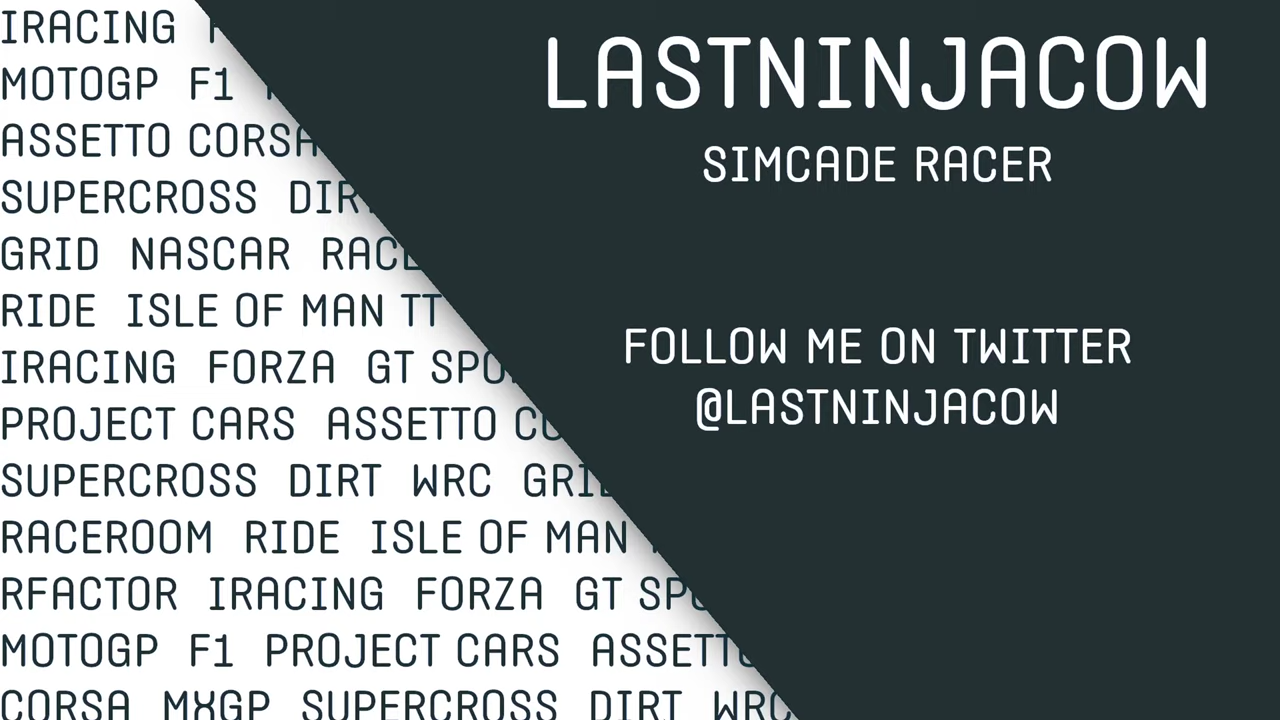 IRACING
MOTOGP F1
ASSETTO CORSA
SUPERCROSS DIRT
GRID NASCAR
RIDE ISLE OF MAN TT
IRACING FORZA GT
PROJECT CARS ASSETTO
SUPERCROSS DIRT WRC GRID
RACEROOM RIDE ISLE OF MAN
RFACTOR IRACING FORZA GT
MOTOGP F1 PROJECT CARS ASSETTO
CORSA MXGP SUPERCROSS DIRT WRC
LASTNINJACOW
SIMCADE RACER
FOLLOW ME ON TWITTER
@LASTNINJACOW